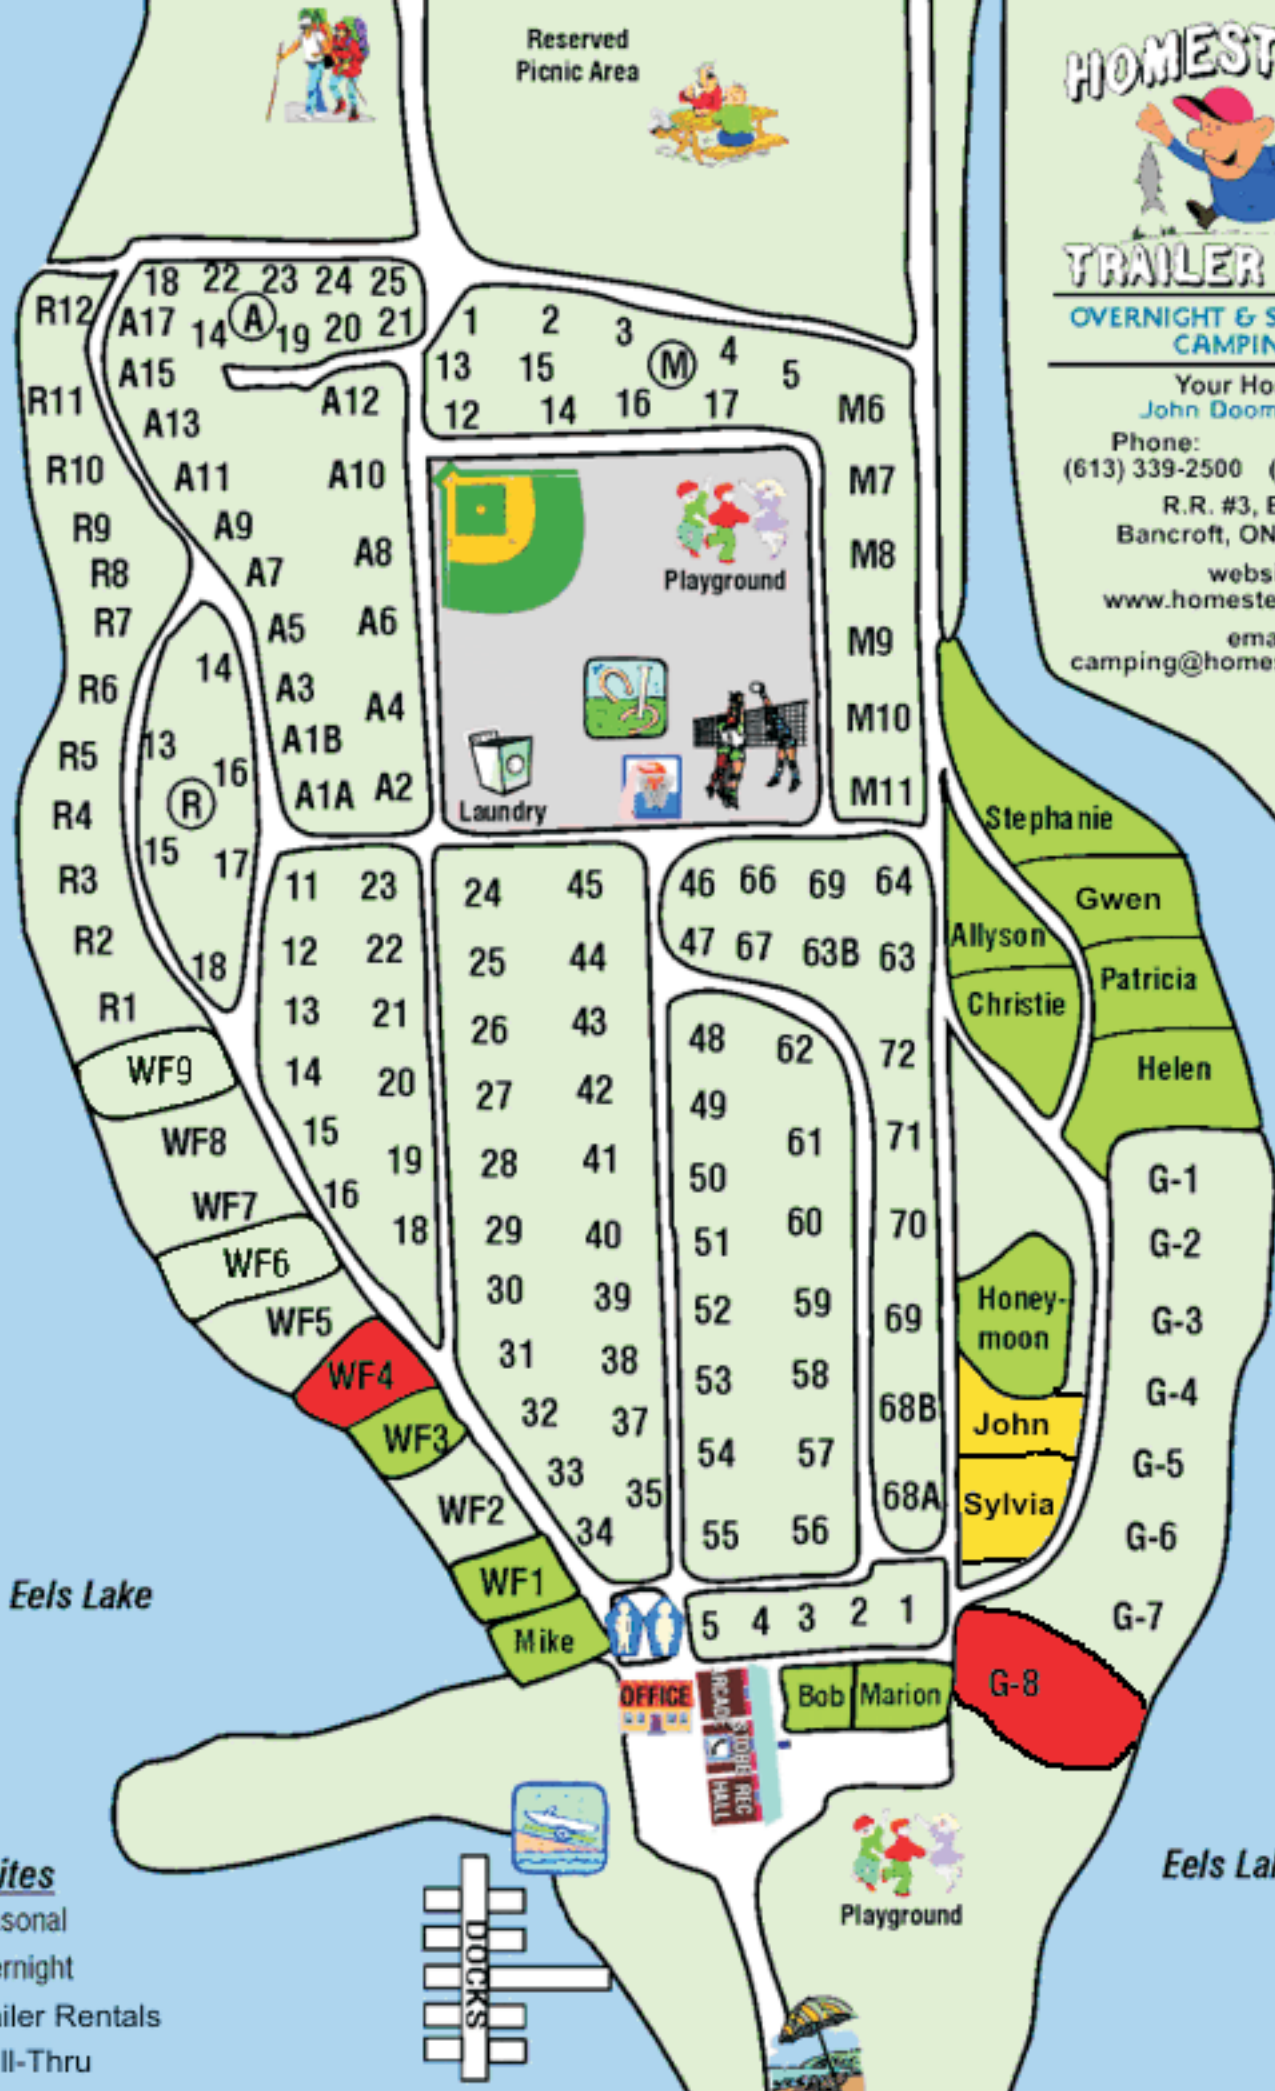 Reserved
Picnic Area
HOMEST
TRAILER
OVERNIGHT & S
CAMPIN
Your Ho
John Doom
Phone:
(613) 339-2500 (
R.R. #3, E
Bancroft, ON
websi
www.homeste
ema
camping@homes
R12
R11
R10
R9
R8
R7
R6
R5
R4
R3
R2
R1
18 22 23 24 25
A17 14 A 19 20 21
A15 A12
A13
A11 A10
A9
A8
A7
A5 A6
A3
A4
A1B
A1A A2
1 2 3 4 5
13 15 M
12 14 16 17 M6
M7
M8
M9
M10
M11
Playground
Laundry
14
13
16
R
15 17
18
WF9
WF8
WF7
WF6
WF5
WF4
WF3
WF2
WF1
Mike
11 23
12 22
13 21
14 20
15 19
16 18
24 45
25 44
26 43
27 42
28 41
29 40
30 39
31 38
32 37
33 35
34
46 66 69 64
47 67 63B 63
48 62 72
49
61 71
50
51 60 70
52 59 69
53 58
68B
54 57
68A
55 56
5 4 3 2 1
Stephanie
Gwen
Allyson
Patricia
Christie
Helen
Honey-
moon
John
Sylvia
G-1
G-2
G-3
G-4
G-5
G-6
G-7
G-8
Bob Marion
OFFICE
ARCADE
STORE REC
HALL
Eels Lake
Playground
Eels La
DOCKS
ites
sonal
ernight
ailer Rentals
ll-Thru